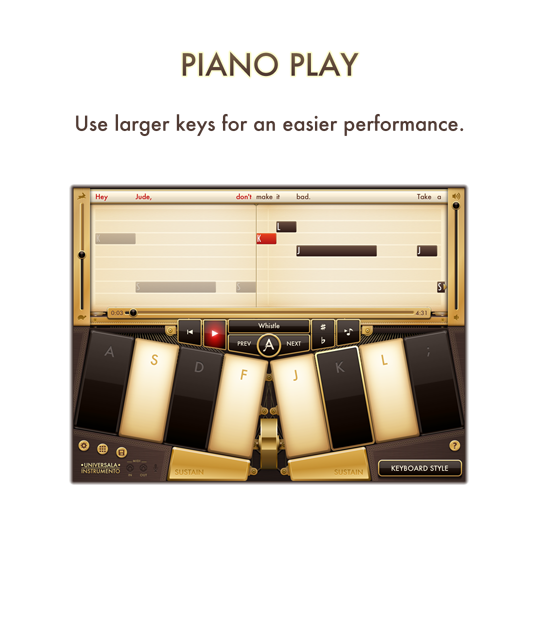 PIANO PLAY
Use larger keys for an easier performance.
Hey Jude, don't make it bad. Take a
L
K
J J
S
0:03 4:31
Whistle
PREV A NEXT
♯
♭
A S D F J K L ;
?
•UNIVERSALA•
INSTRUMENTO
SUSTAIN SUSTAIN
KEYBOARD STYLE